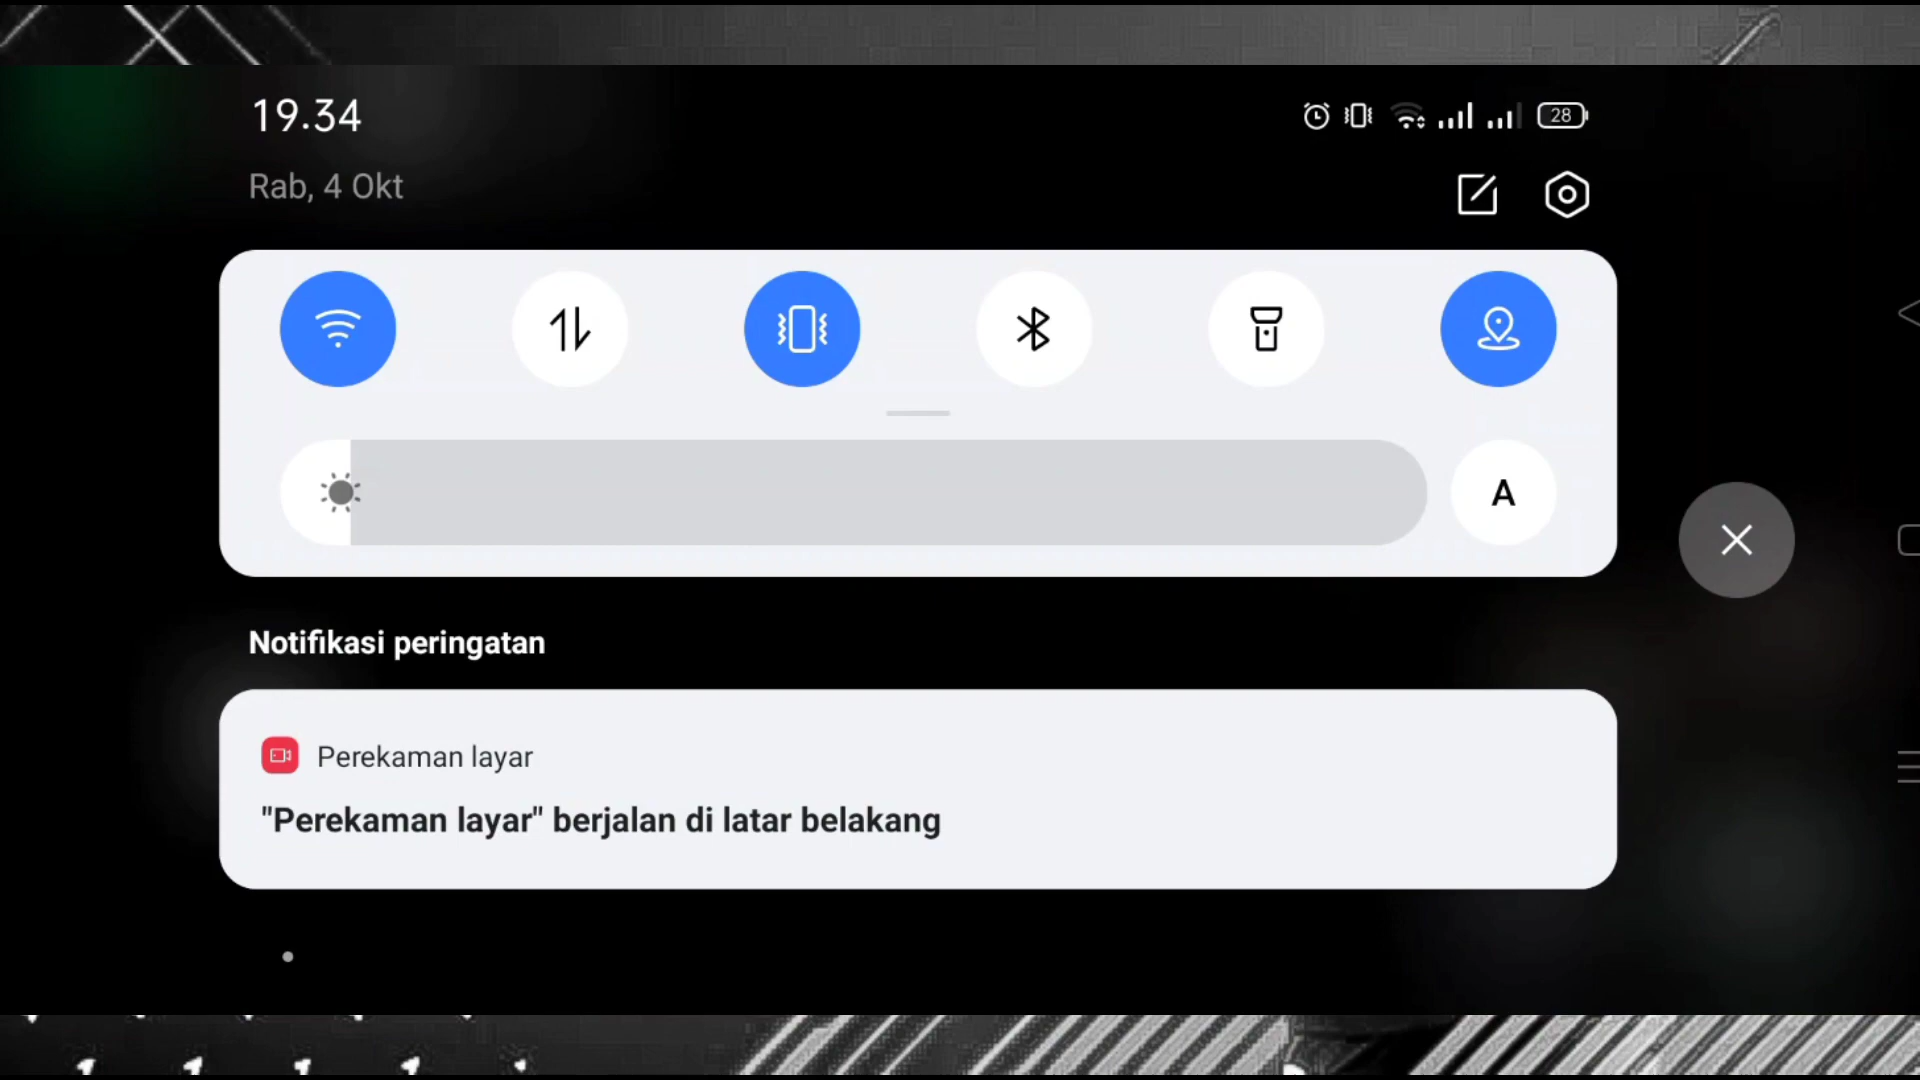 19.34
28
Rab, 4 Okt
A
Notifikasi peringatan
Perekaman layar
"Perekaman layar" berjalan di latar belakang